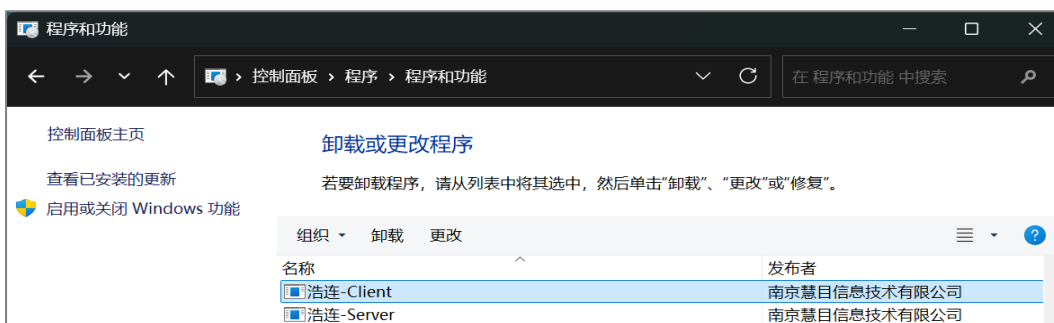 程序和功能
控制面板 › 程序 › 程序和功能
在 程序和功能 中搜索
控制面板主页
查看已安装的更新
启用或关闭 Windows 功能
卸载或更改程序
若要卸载程序，请从列表中将其选中，然后单击“卸载”、“更改”或“修复”。
组织 卸载 更改
名称 发布者
浩连-Client 南京慧目信息技术有限公司
浩连-Server 南京慧目信息技术有限公司